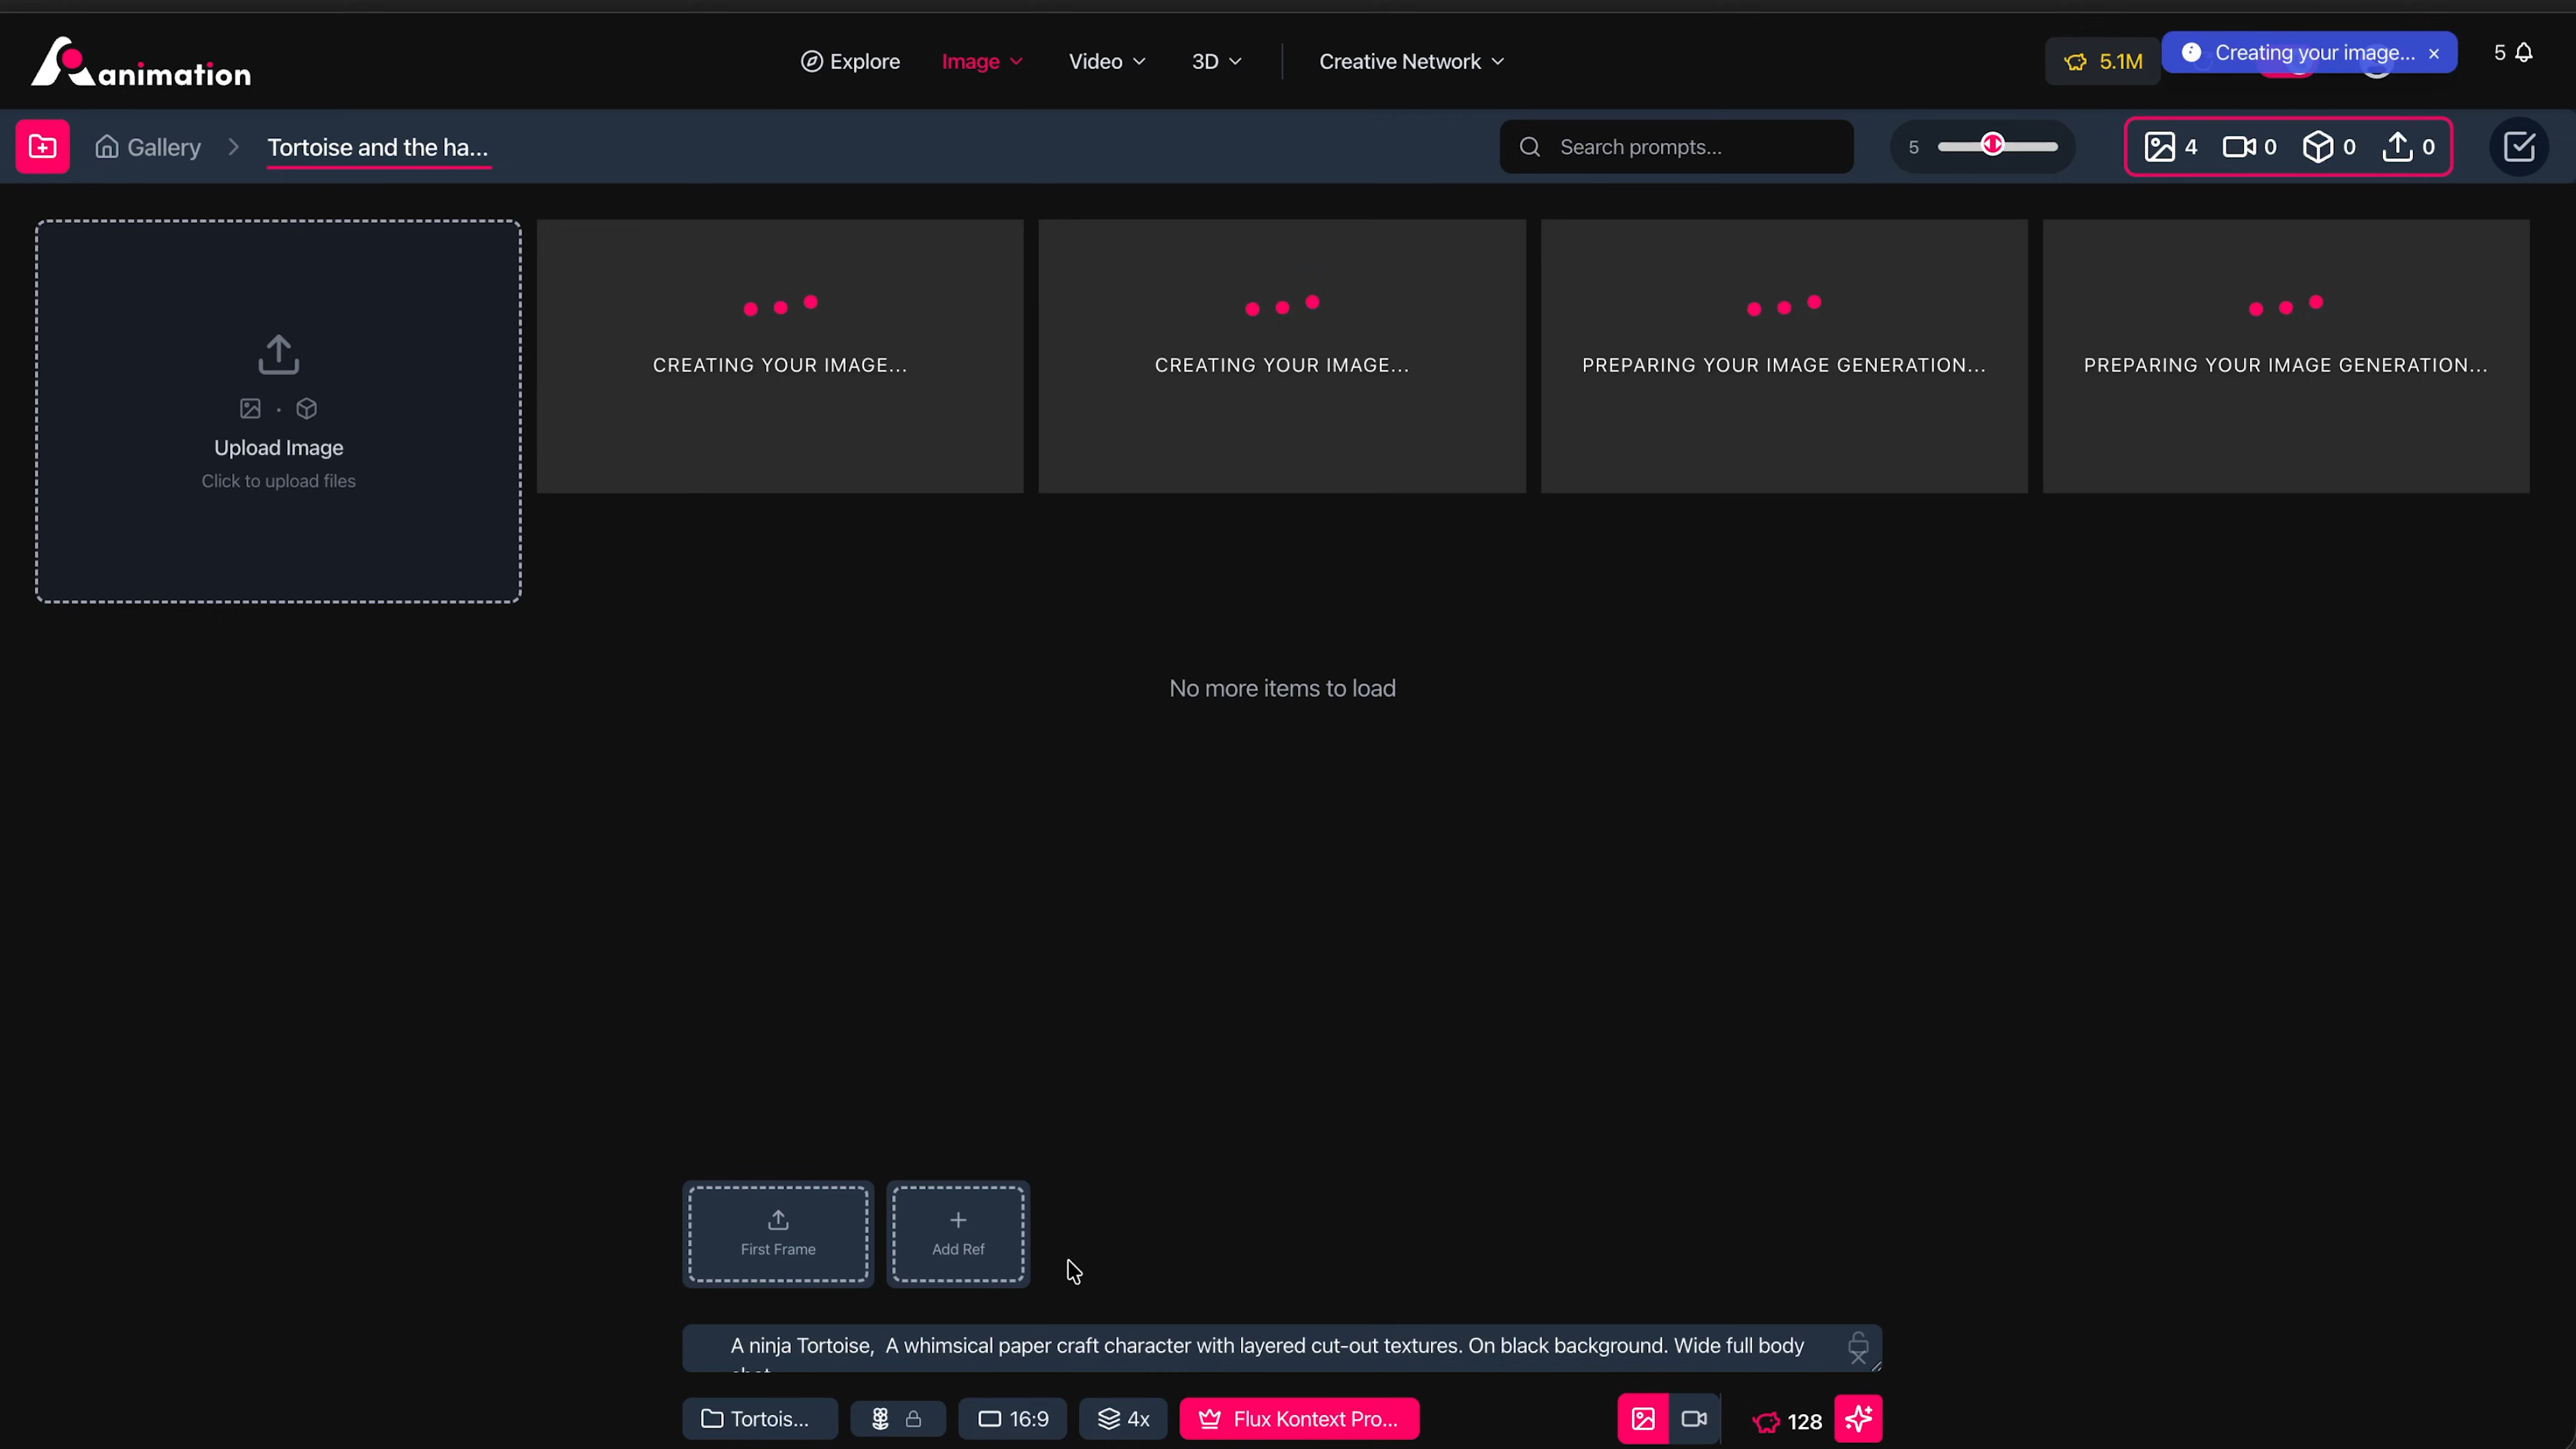 animation
Explore
Image
Video
3D
Creative Network
5.1M
Creating your image...
5
Gallery
Tortoise and the ha...
Search prompts...
5
4
0
0
0
Upload Image
Click to upload files
CREATING YOUR IMAGE...
CREATING YOUR IMAGE...
PREPARING YOUR IMAGE GENERATION...
PREPARING YOUR IMAGE GENERATION...
No more items to load
First Frame
Add Ref
A ninja Tortoise,  A whimsical paper craft character with layered cut-out textures. On black background. Wide full body
Tortois...
16:9
4x
Flux Kontext Pro...
128